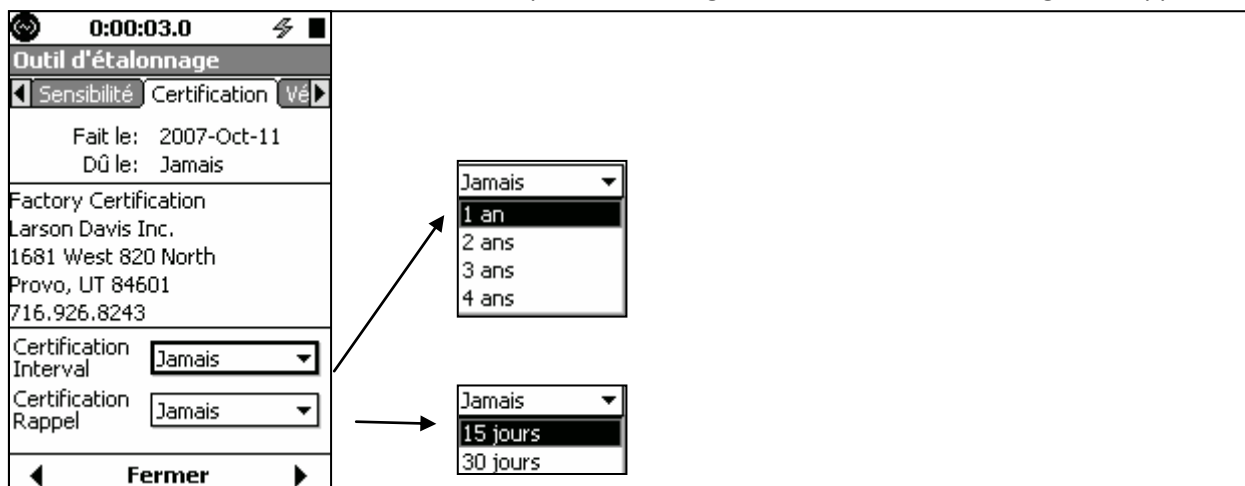 0:00:03.0
Outil d'étalonnage
Sensibilité Certification Vé
Fait le: 2007-Oct-11
Dû le: Jamais
Factory Certification
Larson Davis Inc.
1681 West 820 North
Provo, UT 84601
716.926.8243
Certification
Interval Jamais
Certification
Rappel Jamais
Fermer
Jamais
1 an
2 ans
3 ans
4 ans
Jamais
15 jours
30 jours